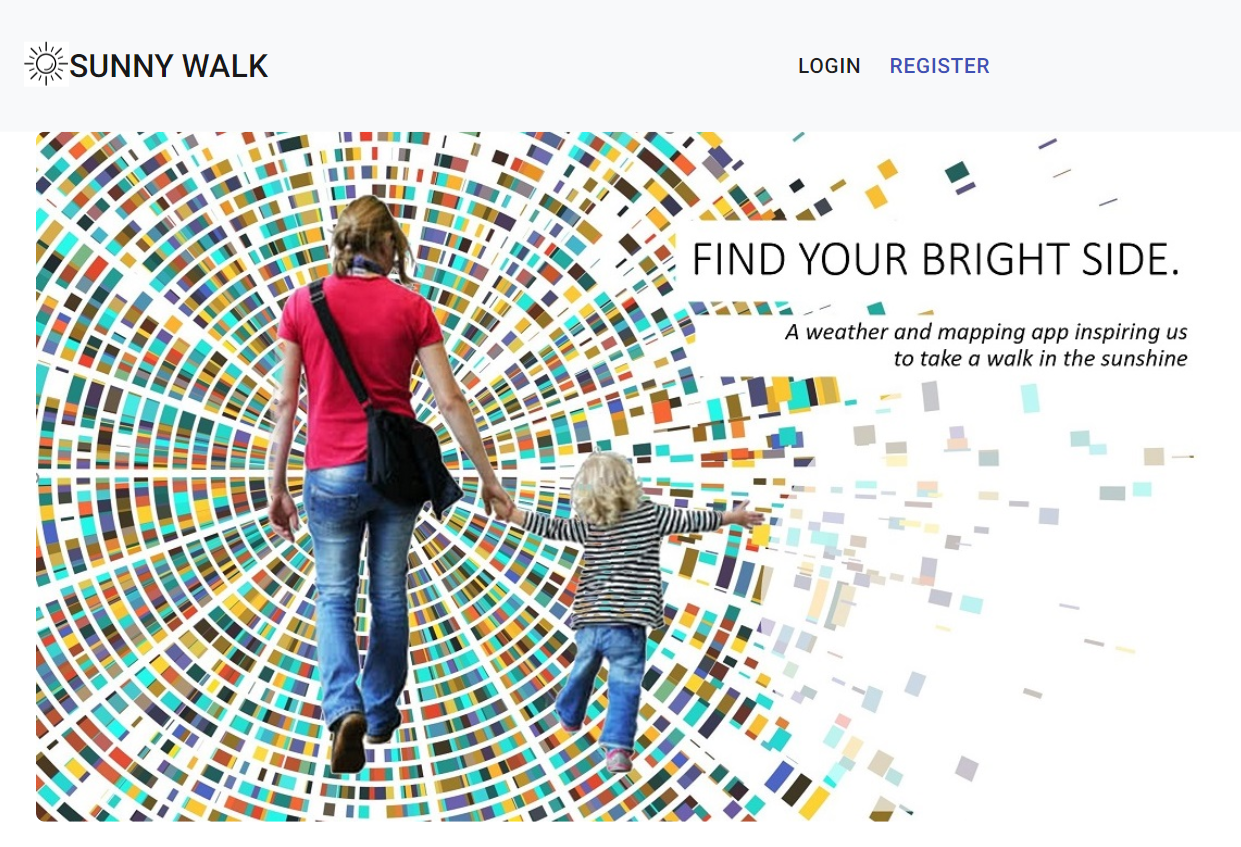 SUNNY WALK
LOGIN REGISTER
FIND YOUR BRIGHT SIDE.
A weather and mapping app inspiring us
to take a walk in the sunshine